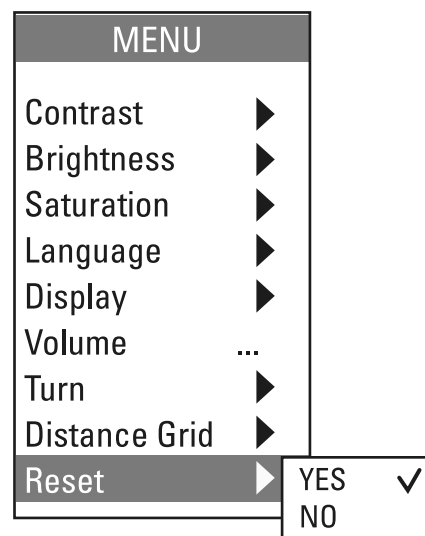 MENU
Contrast
Brightness
Saturation
Language
Display
Volume ...
Turn
Distance Grid
Reset
YES
NO